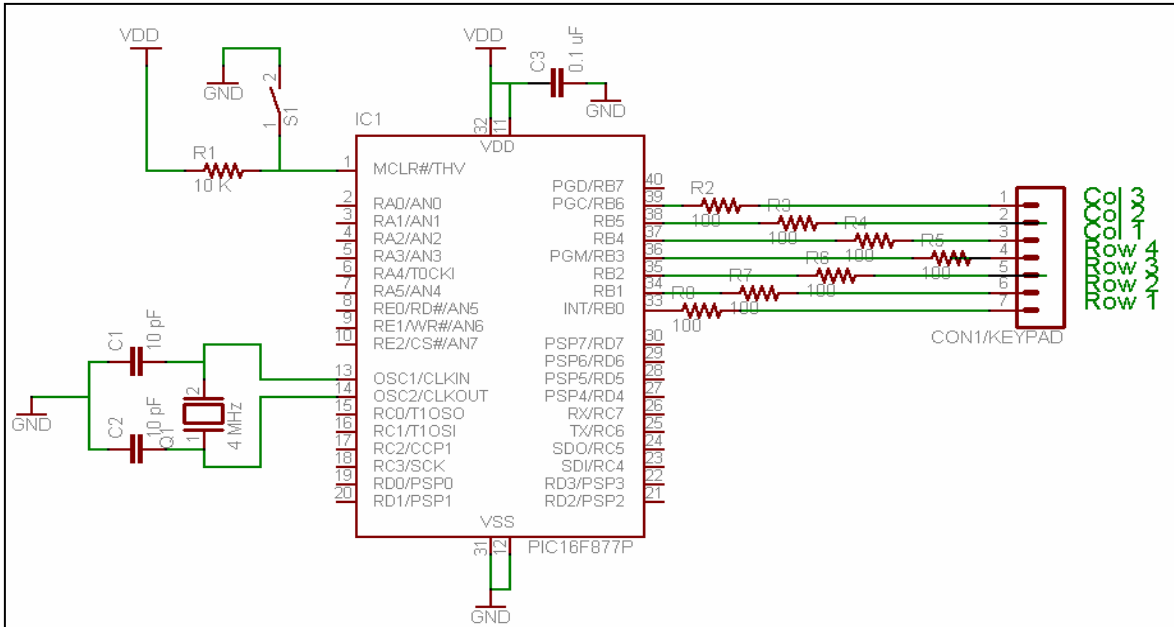 VDD
GND
2
1
S1
R1
10 K
VDD
C3
0.1 uF
GND
IC1
32
11
VDD
1 MCLR#/THV
2 RA0/AN0
3 RA1/AN1
4 RA2/AN2
5 RA3/AN3
6 RA4/T0CKI
7 RA5/AN4
8 RE0/RD#/AN5
9 RE1/WR#/AN6
10 RE2/CS#/AN7
13 OSC1/CLKIN
14 OSC2/CLKOUT
15 RC0/T1OSO
16 RC1/T1OSI
17 RC2/CCP1
18 RC3/SCK
19 RD0/PSP0
20 RD1/PSP1
PGD/RB7 40
PGC/RB6 39
RB5 38
RB4 37
PGM/RB3 36
RB2 35
RB1 34
INT/RB0 33
PSP7/RD7 30
PSP6/RD6 29
PSP5/RD5 28
PSP4/RD4 27
RX/RC7 26
TX/RC6 25
SDO/RC5 24
SDI/RC4 23
RD3/PSP3 22
RD2/PSP2 21
VSS
31
12
PIC16F877P
GND
R2
100
R3
100
R4
100
R5
100
R6
100
R7
100
R8
100
1 Col 3
2 Col 2
3 Col 1
4 Row 4
5 Row 3
6 Row 2
7 Row 1
CON1/KEYPAD
C1
10 pF
C2
10 pF
GND
2
1
Q1
4 MHz